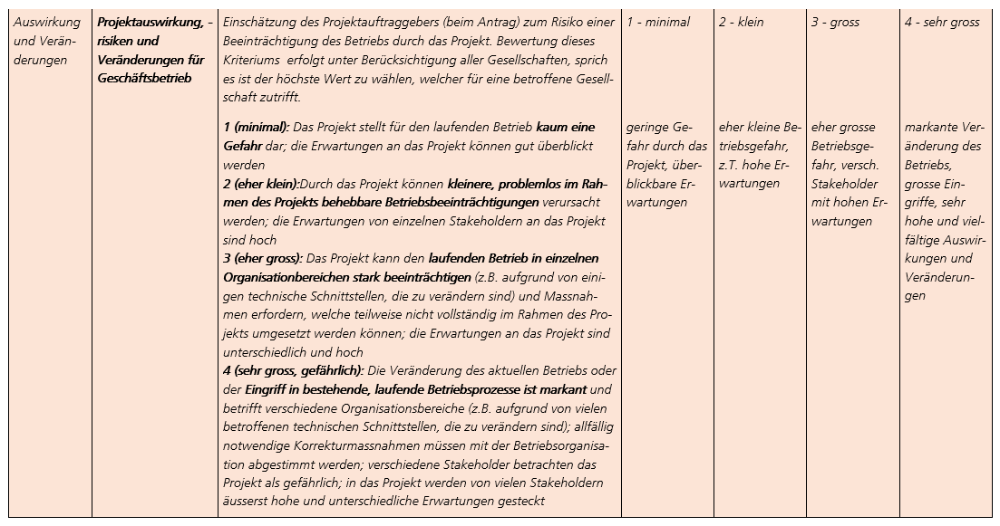 Auswirkung
und Verän-
derungen
Projektauswirkung, -
risiken und
Veränderungen für
Geschäftsbetrieb
Einschätzung des Projektauftraggebers (beim Antrag) zum Risiko einer
Beeinträchtigung des Betriebs durch das Projekt. Bewertung dieses
Kriteriums erfolgt unter Berücksichtigung aller Gesellschaften, sprich
es ist der höchste Wert zu wählen, welcher für eine betroffene Gesell-
schaft zutrifft.
1 (minimal): Das Projekt stellt für den laufenden Betrieb kaum eine
Gefahr dar; die Erwartungen an das Projekt können gut überblickt
werden
2 (eher klein):Durch das Projekt können kleinere, problemlos im Rah-
men des Projekts behebbare Betriebsbeeinträchtigungen verursacht
werden; die Erwartungen von einzelnen Stakeholdern an das Projekt
sind hoch
3 (eher gross): Das Projekt kann den laufenden Betrieb in einzelnen
Organisationbereichen stark beeinträchtigen (z.B. aufgrund von eini-
gen technische Schnittstellen, die zu verändern sind) und Massnah-
men erfordern, welche teilweise nicht vollständig im Rahmen des Pro-
jekts umgesetzt werden können; die Erwartungen an das Projekt sind
unterschiedlich und hoch
4 (sehr gross, gefährlich): Die Veränderung des aktuellen Betriebs oder
der Eingriff in bestehende, laufende Betriebsprozesse ist markant und
betrifft verschiedene Organisationsbereiche (z.B. aufgrund von vielen
betroffenen technischen Schnittstellen, die zu verändern sind); allfällig
notwendige Korrekturmassnahmen müssen mit der Betriebsorganisa-
tion abgestimmt werden; verschiedene Stakeholder betrachten das
Projekt als gefährlich; in das Projekt werden von vielen Stakeholdern
äusserst hohe und unterschiedliche Erwartungen gesteckt
1 - minimal
geringe Ge-
fahr durch das
Projekt, über-
blickbare Er-
wartungen
2 - klein
eher kleine Be-
triebsgefahr,
z.T. hohe Er-
wartungen
3 - gross
eher grosse
Betriebsge-
fahr, versch.
Stakeholder
mit hohen Er-
wartungen
4 - sehr gross
markante Ver-
änderung des
Betriebs,
grosse Ein-
griffe, sehr
hohe und viel-
fältige Auswir-
kungen und
Veränderun-
gen